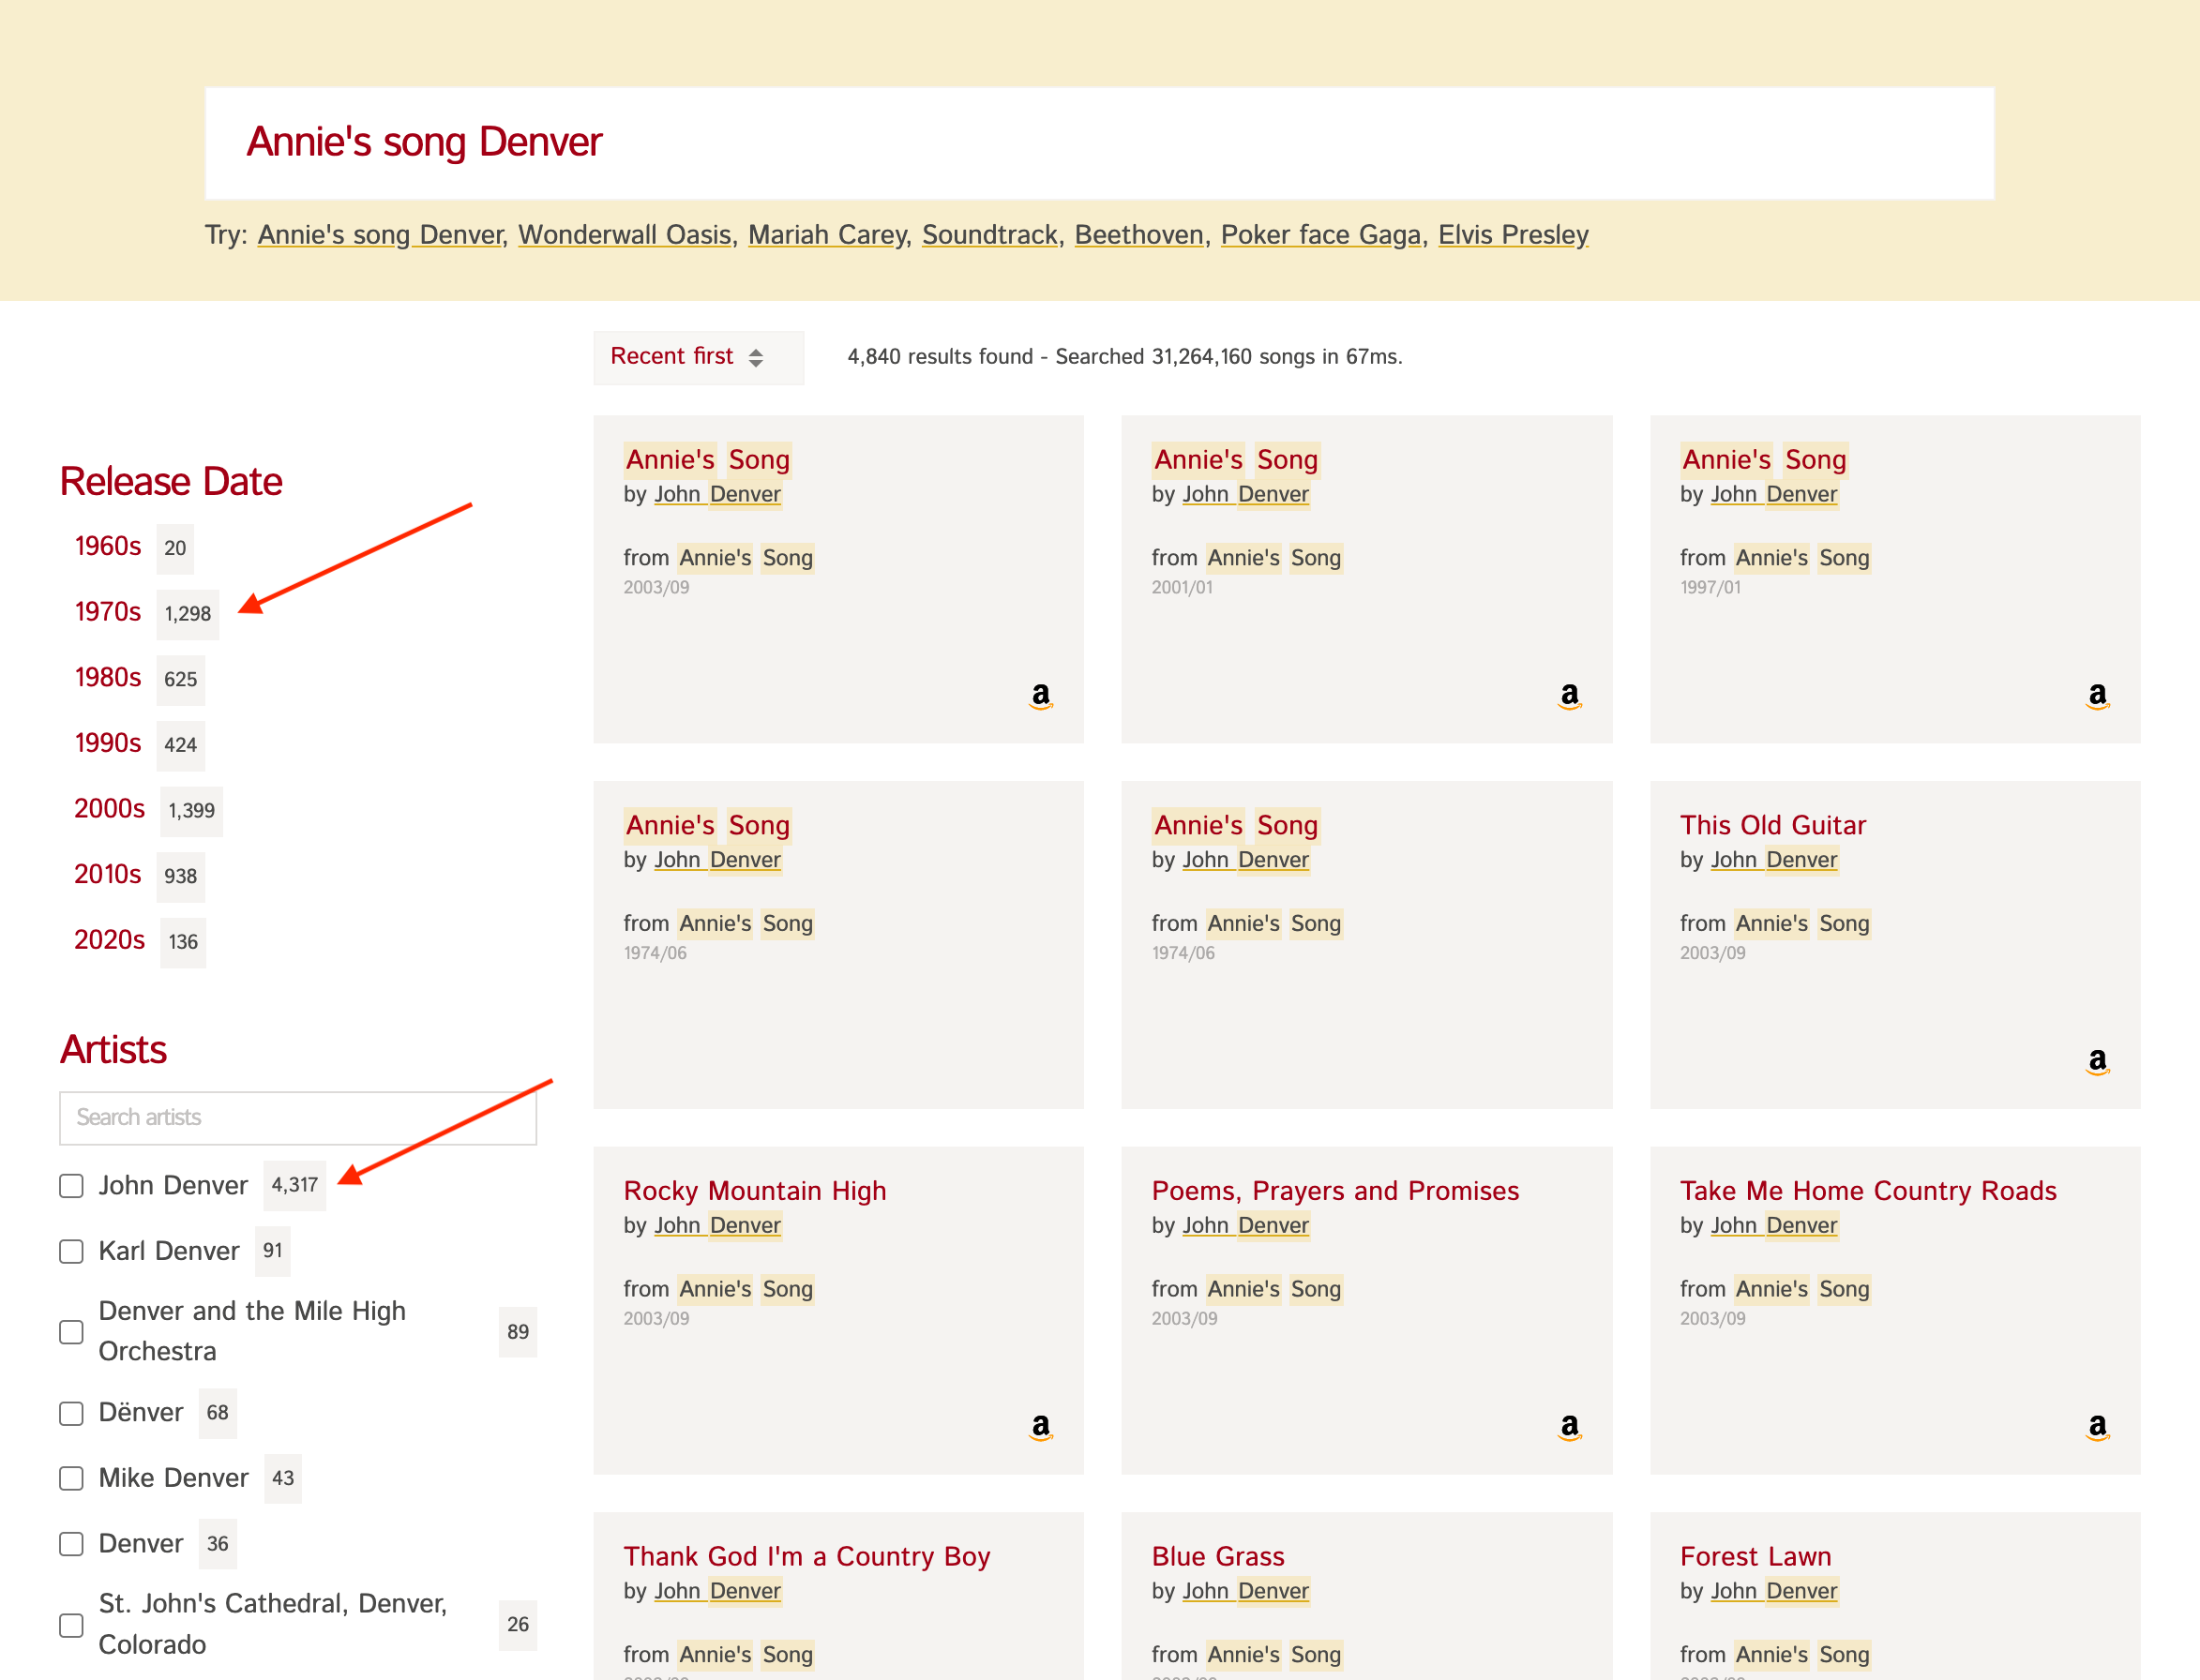 Annie's song Denver
Try: Annie's song Denver, Wonderwall Oasis, Mariah Carey, Soundtrack, Beethoven, Poker face Gaga, Elvis Presley
Recent first
4,840 results found - Searched 31,264,160 songs in 67ms.
Release Date
1960s 20
1970s 1,298
1980s 625
1990s 424
2000s 1,399
2010s 938
2020s 136
Artists
Search artists
John Denver 4,317
Karl Denver 91
Denver and the Mile High
Orchestra 89
Dënver 68
Mike Denver 43
Denver 36
St. John's Cathedral, Denver,
Colorado 26
Annie's Song
by John Denver
from Annie's Song
2003/09
a
Annie's Song
by John Denver
from Annie's Song
2001/01
a
Annie's Song
by John Denver
from Annie's Song
1997/01
a
Annie's Song
by John Denver
from Annie's Song
1974/06
Annie's Song
by John Denver
from Annie's Song
1974/06
This Old Guitar
by John Denver
from Annie's Song
2003/09
a
Rocky Mountain High
by John Denver
from Annie's Song
2003/09
a
Poems, Prayers and Promises
by John Denver
from Annie's Song
2003/09
a
Take Me Home Country Roads
by John Denver
from Annie's Song
2003/09
a
Thank God I'm a Country Boy
by John Denver
from Annie's Song
Blue Grass
by John Denver
from Annie's Song
Forest Lawn
by John Denver
from Annie's Song